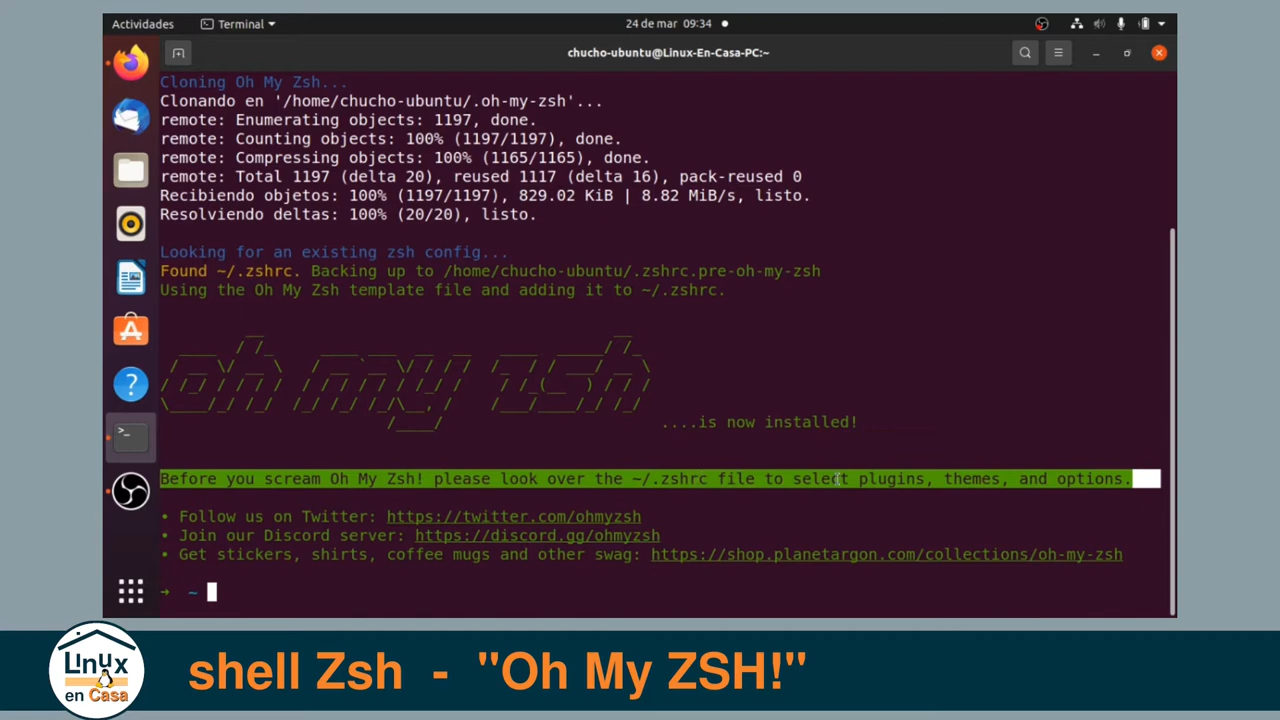 Actividades
Terminal
24 de mar 09:34
chucho-ubuntu@Linux-En-Casa-PC:~
Cloning Oh My Zsh...
Clonando en '/home/chucho-ubuntu/.oh-my-zsh'...
remote: Enumerating objects: 1197, done.
remote: Counting objects: 100% (1197/1197), done.
remote: Compressing objects: 100% (1165/1165), done.
remote: Total 1197 (delta 20), reused 1117 (delta 16), pack-reused 0
Recibiendo objetos: 100% (1197/1197), 829.02 KiB | 8.82 MiB/s, listo.
Resolviendo deltas: 100% (20/20), listo.
Looking for an existing zsh config...
Found ~/.zshrc. Backing up to /home/chucho-ubuntu/.zshrc.pre-oh-my-zsh
Using the Oh My Zsh template file and adding it to ~/.zshrc.
oh my zsh
....is now installed!
Before you scream Oh My Zsh! please look over the ~/.zshrc file to select plugins, themes, and options.
• Follow us on Twitter: https://twitter.com/ohmyzsh
• Join our Discord server: https://discord.gg/ohmyzsh
• Get stickers, shirts, coffee mugs and other swag: https://shop.planetargon.com/collections/oh-my-zsh
→ ~
Linux
en Casa
shell Zsh - "Oh My ZSH!"